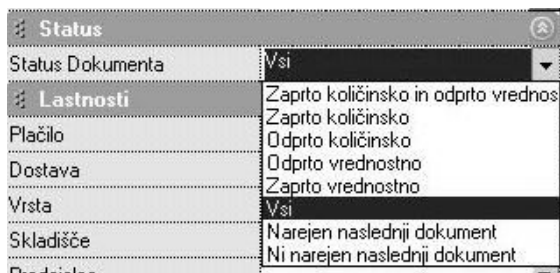 Status
Status Dokumenta Vsi
Lastnosti
Zaprto količinsko in odprto vrednos
Plačilo
Zaprto količinsko
Odprto količinsko
Dostava
Odprto vrednostno
Zaprto vrednostno
Vrsta
Vsi
Skladišče
Narejen naslednji dokument
Ni narejen naslednji dokument